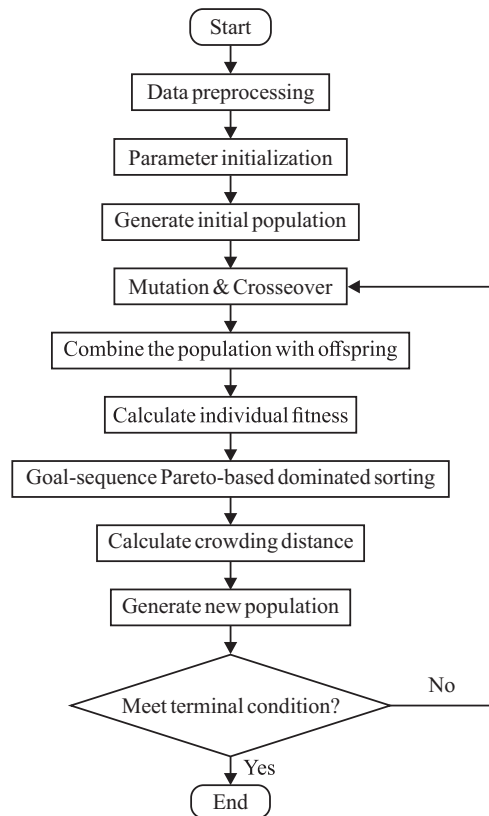 Start
Data preprocessing
Parameter initialization
Generate initial population
Mutation & Crosseover
Combine the population with offspring
Calculate individual fitness
Goal-sequence Pareto-based dominated sorting
Calculate crowding distance
Generate new population
Meet terminal condition?
No
Yes
End